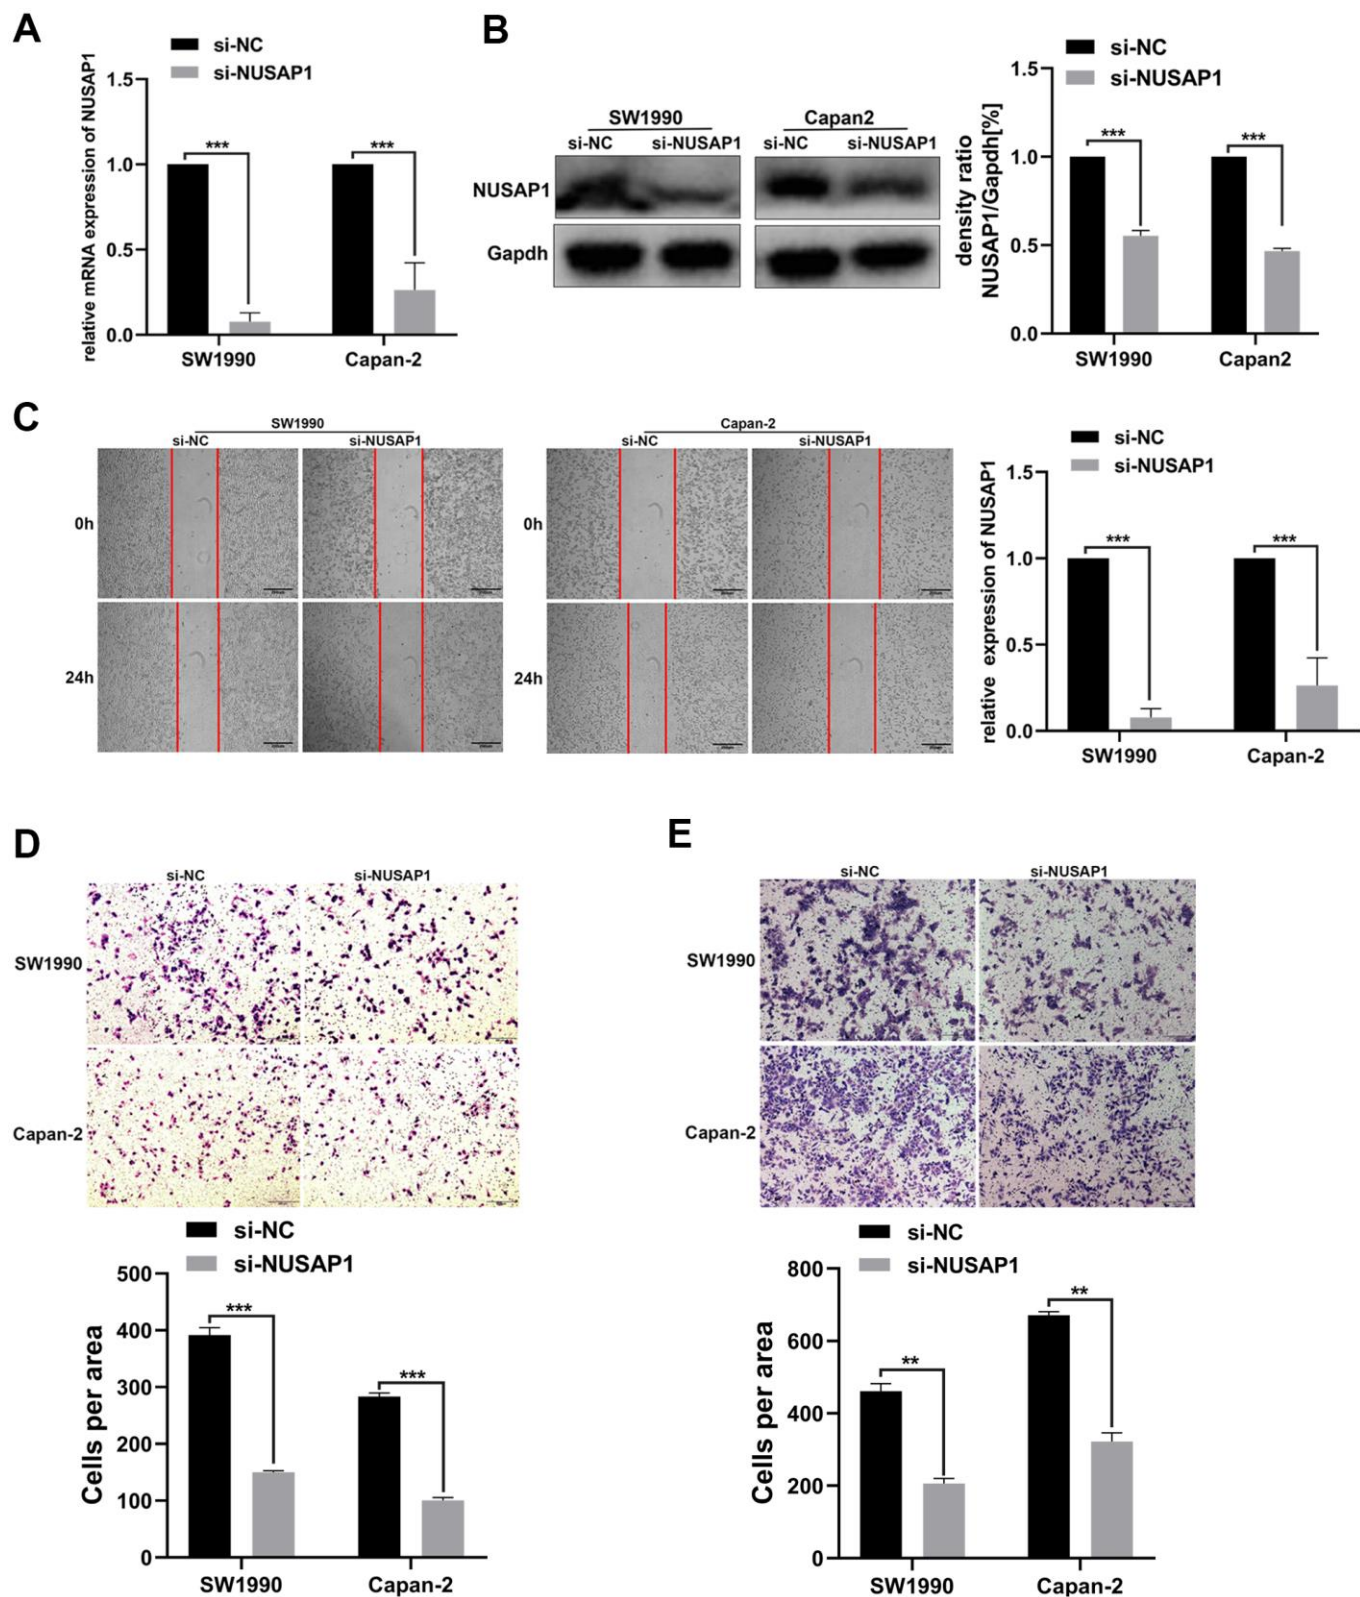 A
si-NC
si-NUSAP1
relative mRNA expression of NUSAP1
1.5
1.0
0.5
0.0
***
***
SW1990
Capan-2
B
SW1990
Capan2
si-NC
si-NUSAP1
si-NC
si-NUSAP1
NUSAP1
Gapdh
si-NC
si-NUSAP1
density ratio
NUSAP1/Gapdh[%]
1.5
1.0
0.5
0.0
***
***
SW1990
Capan2
C
SW1990
si-NC
si-NUSAP1
Capan-2
si-NC
si-NUSAP1
0h
24h
0h
24h
si-NC
si-NUSAP1
relative expression of NUSAP1
1.5
1.0
0.5
0.0
***
***
SW1990
Capan-2
D
si-NC
si-NUSAP1
SW1990
Capan-2
si-NC
si-NUSAP1
Cells per area
500
400
300
200
100
0
***
***
SW1990
Capan-2
E
si-NC
si-NUSAP1
SW1990
Capan-2
si-NC
si-NUSAP1
Cells per area
800
600
400
200
0
**
**
SW1990
Capan-2